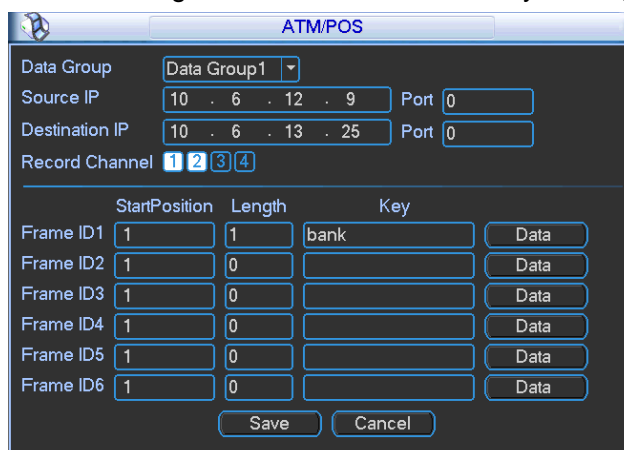 ATM/POS
Data Group Data Group1
Source IP 10 . 6 . 12 . 9 Port 0
Destination IP 10 . 6 . 13 . 25 Port 0
Record Channel 1 2 3 4
StartPosition Length Key
Frame ID1 1 1 bank Data
Frame ID2 1 0 Data
Frame ID3 1 0 Data
Frame ID4 1 0 Data
Frame ID5 1 0 Data
Frame ID6 1 0 Data
Save Cancel